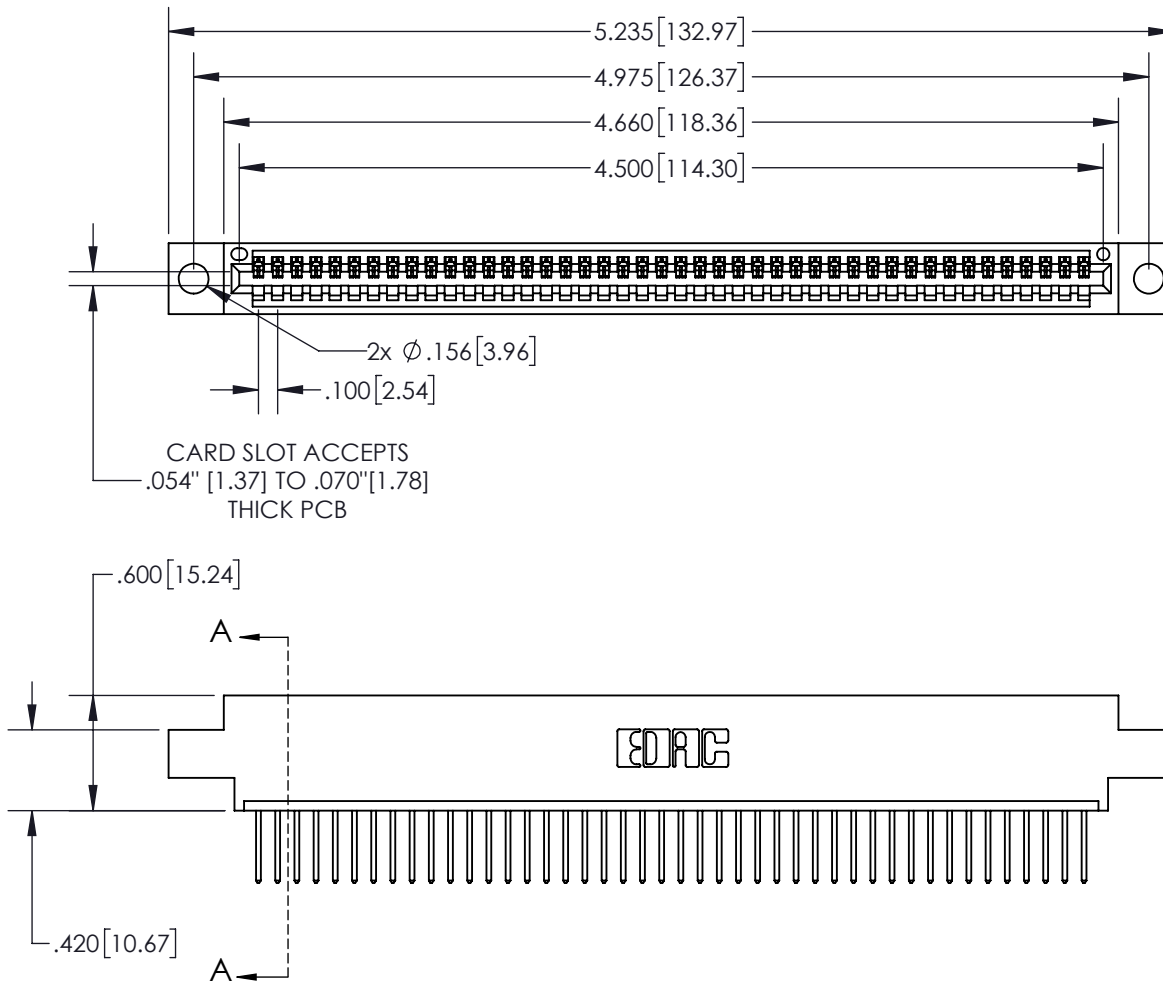 5.235[132.97]
4.975[126.37]
4.660[118.36]
4.500[114.30]
2x Ø.156[3.96]
.100[2.54]
CARD SLOT ACCEPTS
.054" [1.37] TO .070"[1.78]
THICK PCB
.600[15.24]
A
EDAC
.420[10.67]
A